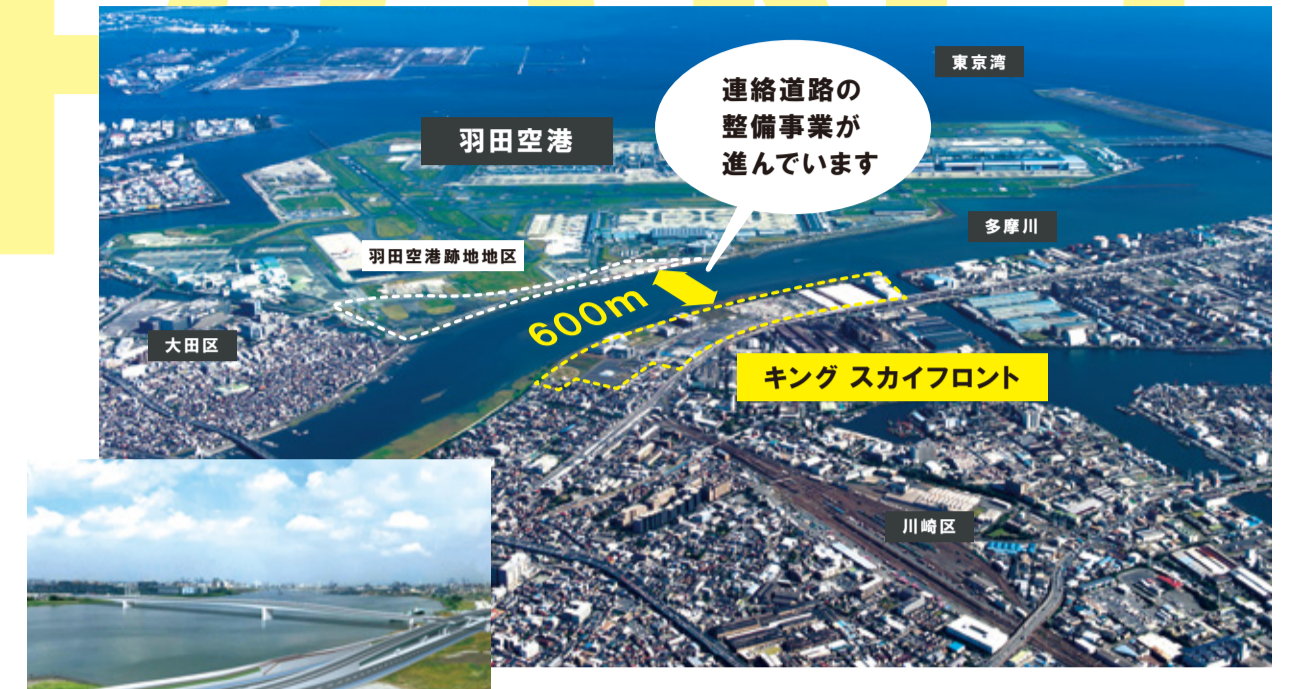 東京湾
連絡道路の
整備事業が
進んでいます
羽田空港
多摩川
羽田空港跡地地区
600m
大田区
キング スカイフロント
川崎区